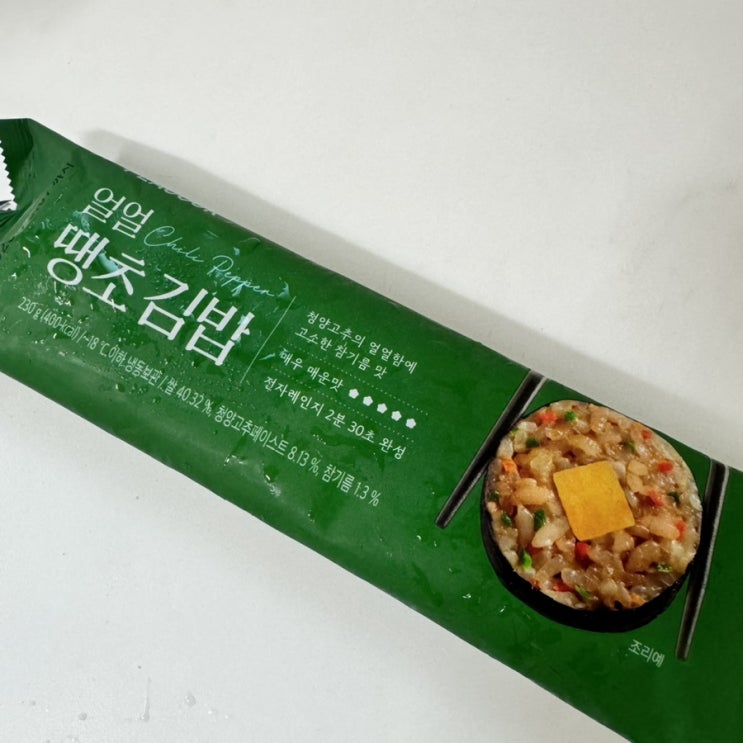 얼얼
땡초김밥
Chili Pepper
230 g (400 kcal) / -18 ℃ 이하 냉동보관 / 쌀 40.32 %, 청양고추페이스트 8.13 %, 참기름 1.3 %
청양고추의 얼얼함에
고소한 참기름 맛
매우 매운맛
전자레인지 2분 30초 완성
조리예